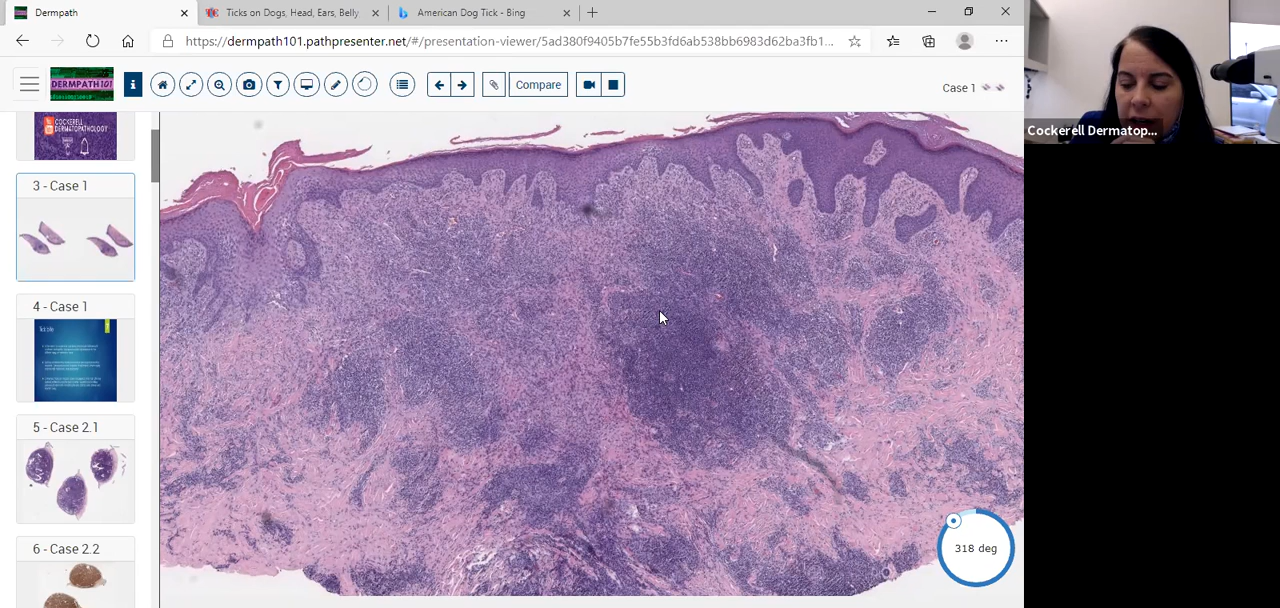 Dermpath
Ticks on Dogs, Head, Ears, Belly
American Dog Tick - Bing
https://dermpath101.pathpresenter.net/#/presentation-viewer/5ad380f9405b7fe55b3fd6ab538bb6983d62ba3fb1...
DERMPATH101
Compare
Case 1
Cockerell Dermatop...
COCKERELL
DERMATOPATHOLOGY
3 - Case 1
4 - Case 1
5 - Case 2.1
6 - Case 2.2
318 deg